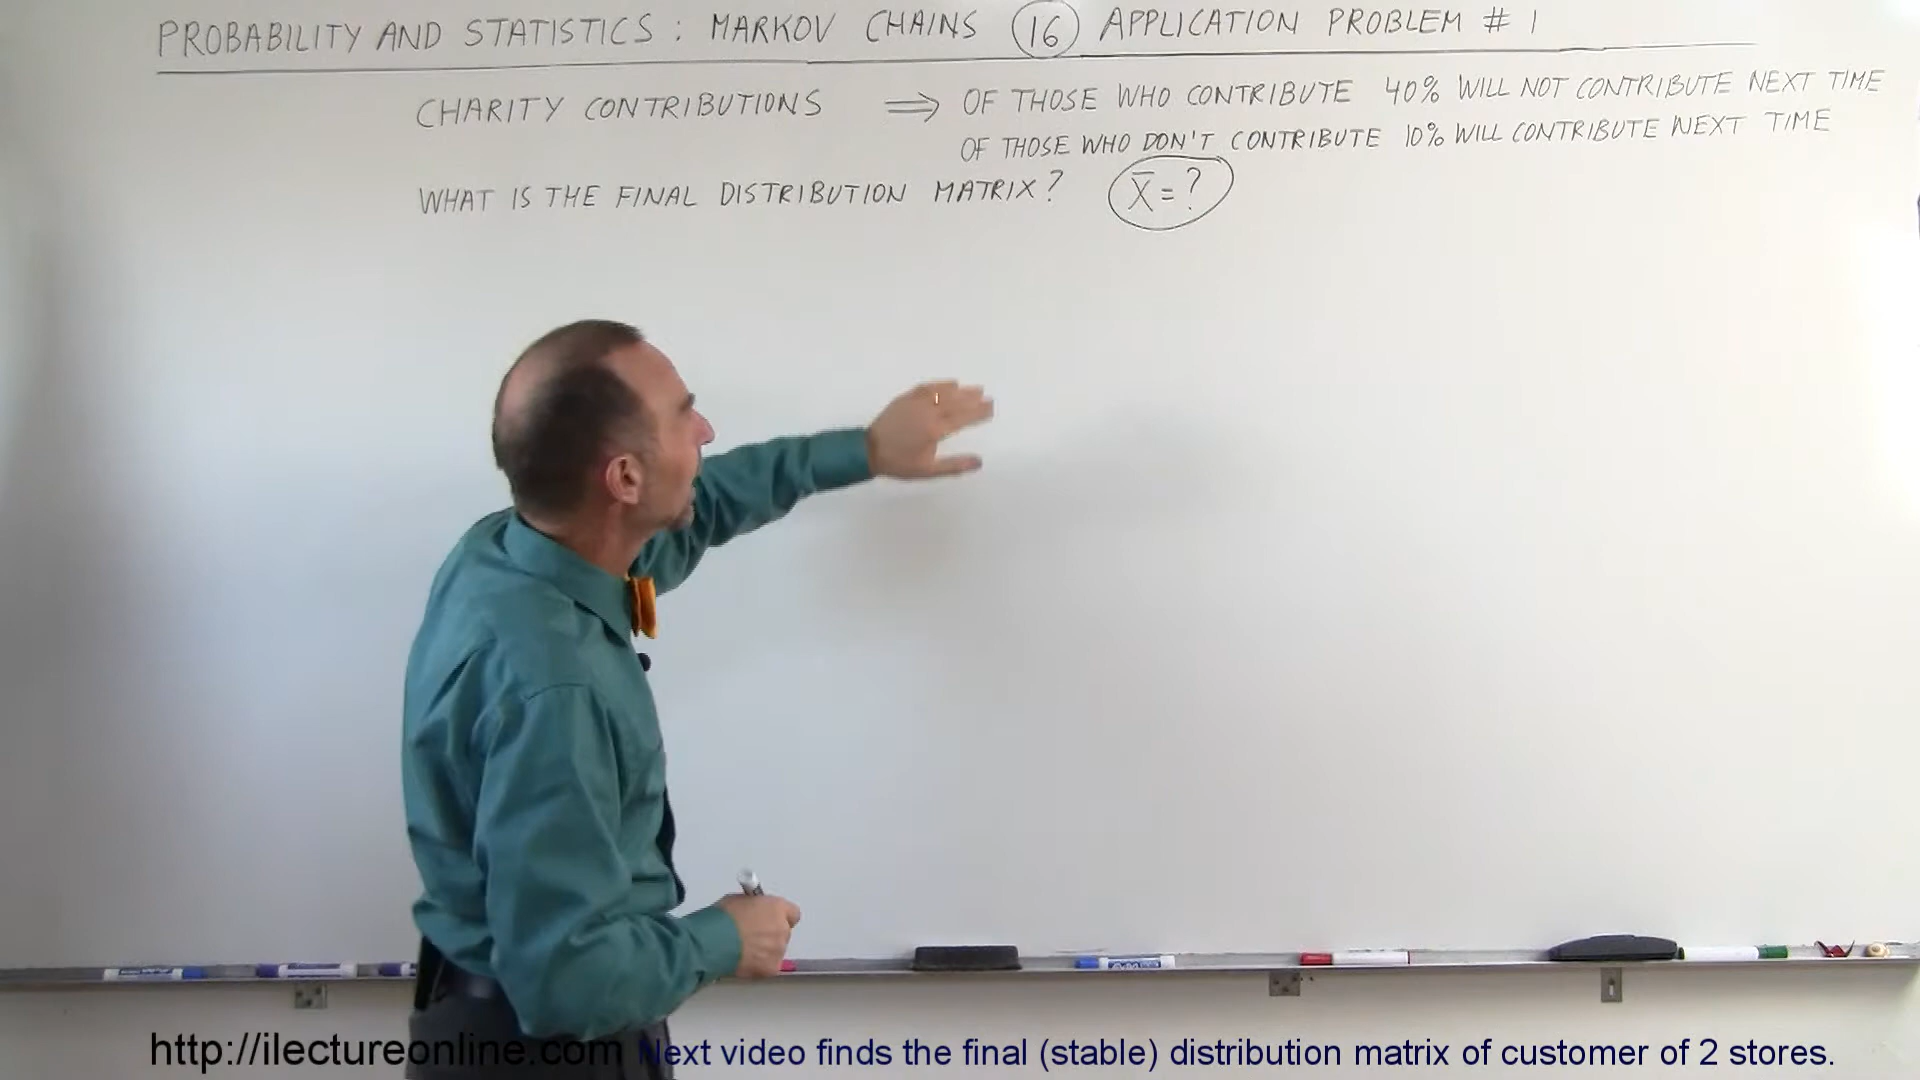 PROBABILITY AND STATISTICS : MARKOV CHAINS 16 APPLICATION PROBLEM # 1
CHARITY CONTRIBUTIONS ⇒ OF THOSE WHO CONTRIBUTE 40% WILL NOT CONTRIBUTE NEXT TIME
OF THOSE WHO DON'T CONTRIBUTE 10% WILL CONTRIBUTE NEXT TIME
WHAT IS THE FINAL DISTRIBUTION MATRIX? X̄ = ?
http://ilectureonline.com Next video finds the final (stable) distribution matrix of customer of 2 stores.